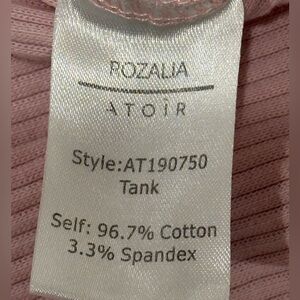 ROZALIA
ATOIR
Style:AT190750
Tank
Self: 96.7% Cotton
3.3% Spandex